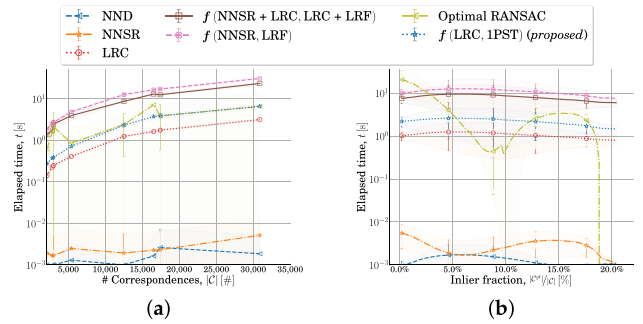 NND
NNSR
LRC
f (NNSR + LRC, LRC + LRF)
f (NNSR, LRF)
Optimal RANSAC
f (LRC, 1PST) (proposed)
Elapsed time, t [s]
10¹
10⁰
10⁻¹
10⁻²
10⁻³
5,000 10,000 15,000 20,000 25,000 30,000 35,000
# Correspondences, |C| [#]
(a)
Elapsed time, t [s]
10¹
10⁰
10⁻¹
10⁻²
10⁻³
0.0% 5.0% 10.0% 15.0% 20.0%
Inlier fraction, |C^gt|/|C| [%]
(b)